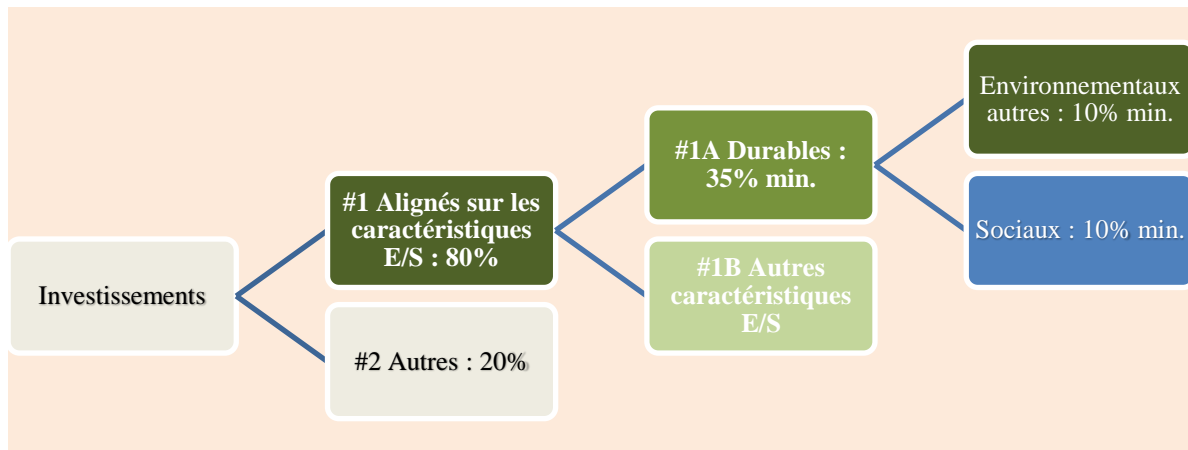 Investissements
#1 Alignés sur les
caractéristiques
E/S : 80%
#2 Autres : 20%
#1A Durables :
35% min.
#1B Autres
caractéristiques
E/S
Environnementaux
autres : 10% min.
Sociaux : 10% min.